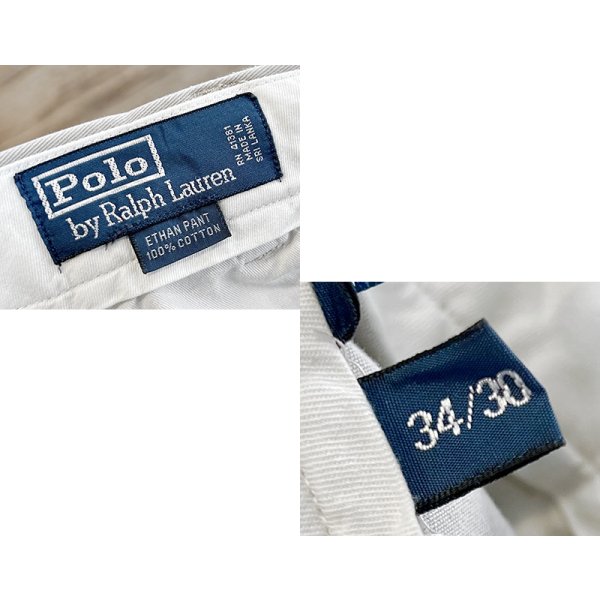 Polo
by Ralph Lauren
RN 41381
MADE IN
SRI LANKA
ETHAN PANT
100% COTTON
34/30